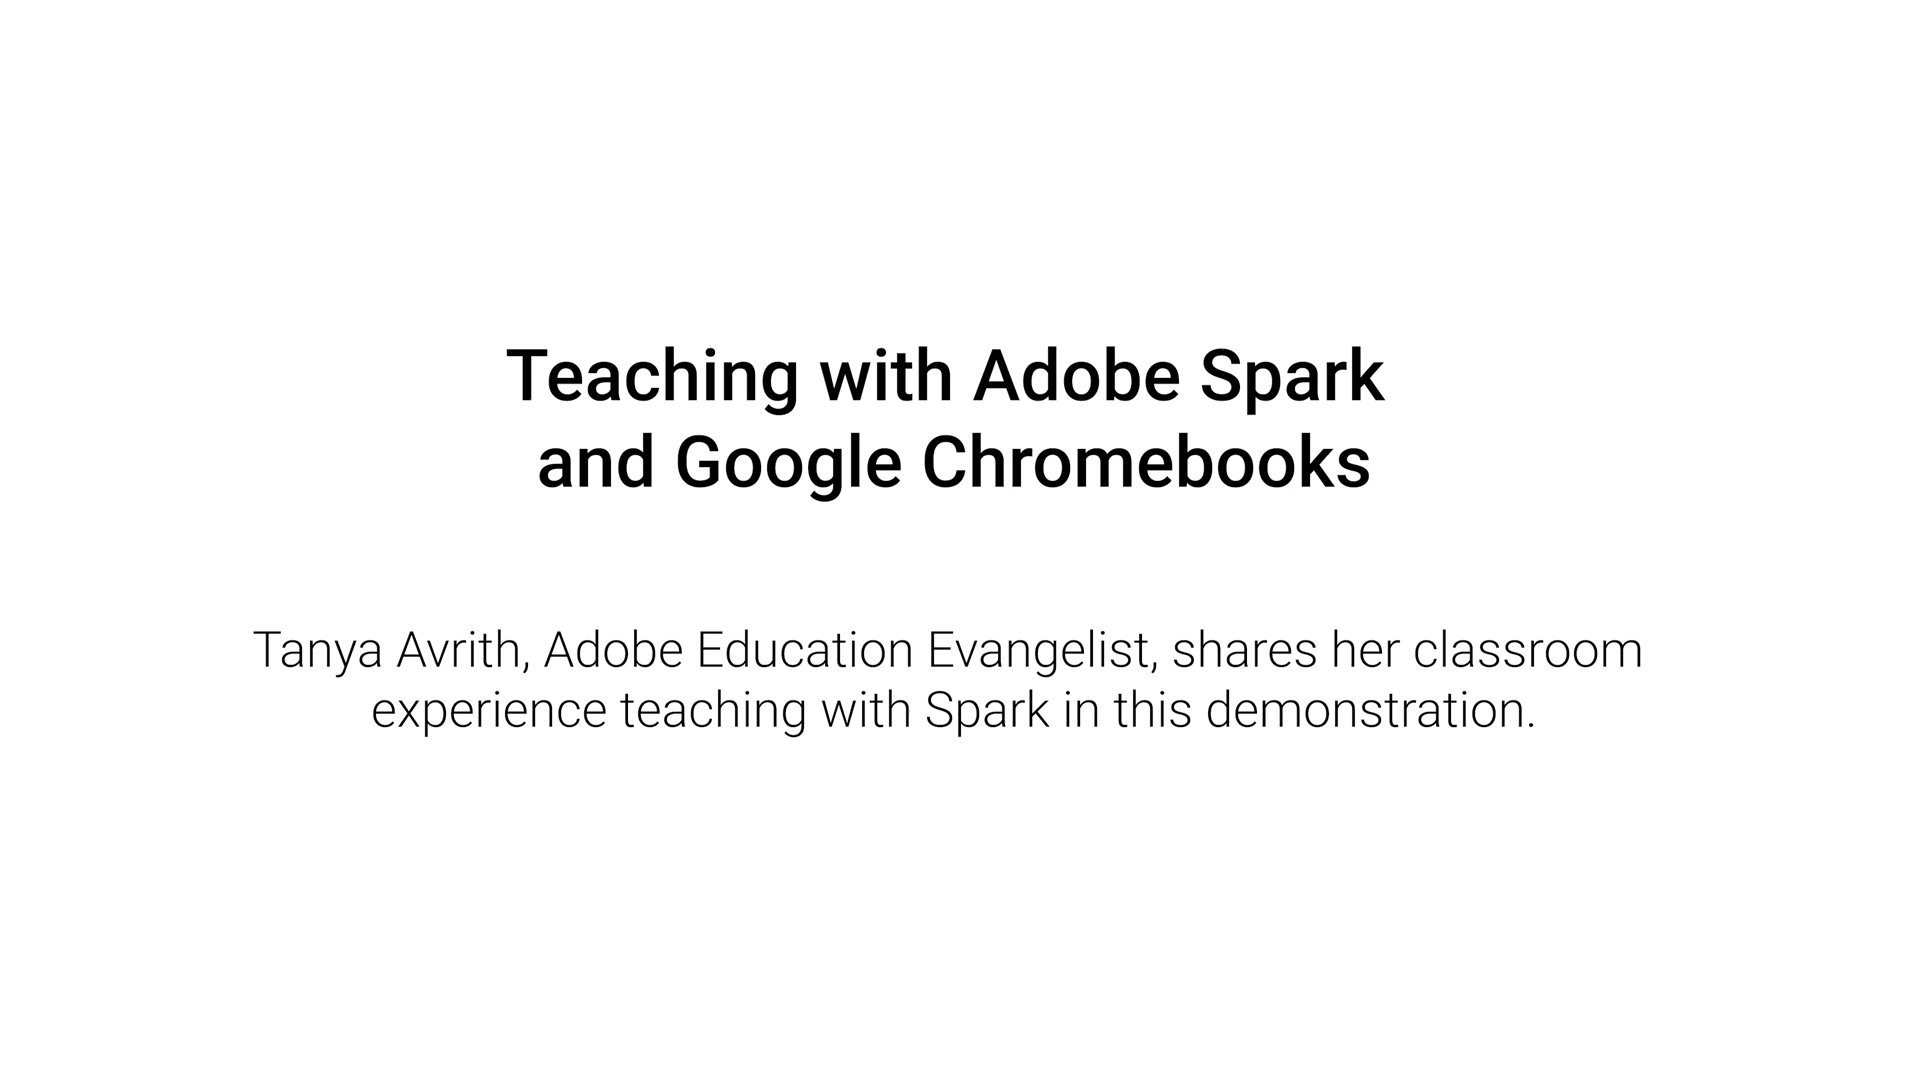 Teaching with Adobe Spark
and Google Chromebooks
Tanya Avrith, Adobe Education Evangelist, shares her classroom
experience teaching with Spark in this demonstration.